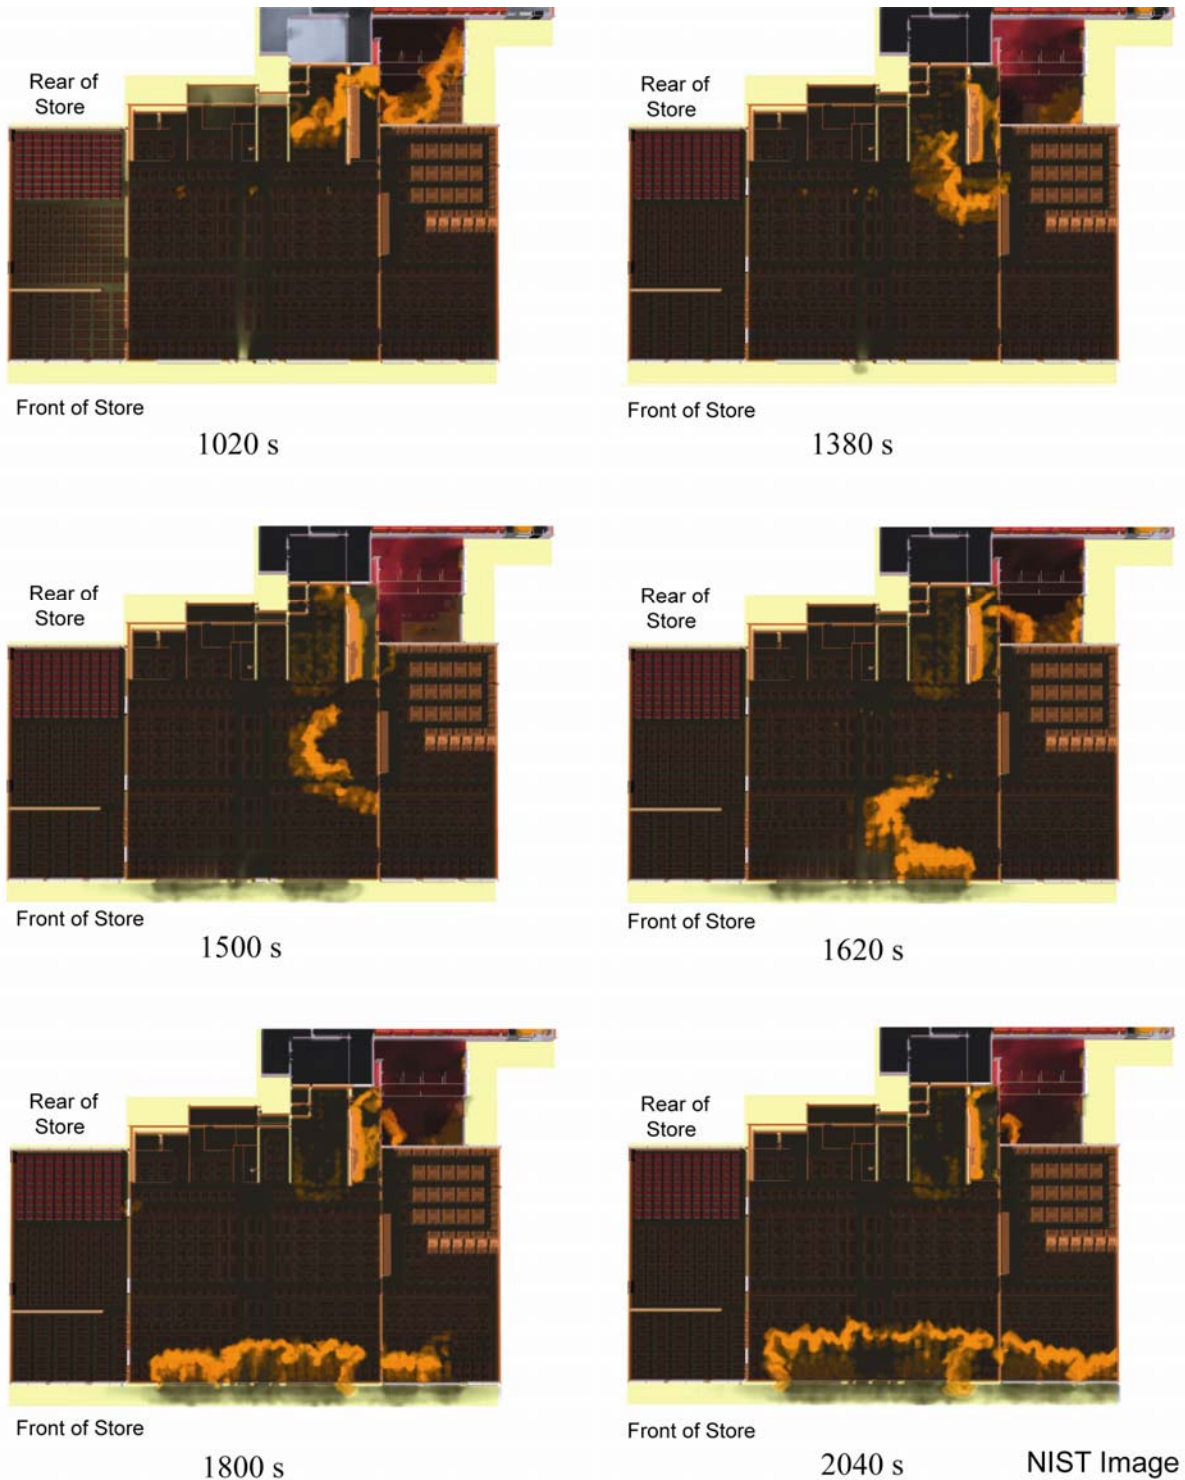 Rear of
Store
Front of Store
1020 s
Rear of
Store
Front of Store
1380 s
Rear of
Store
Front of Store
1500 s
Rear of
Store
Front of Store
1620 s
Rear of
Store
Front of Store
1800 s
Rear of
Store
Front of Store
2040 s
NIST Image